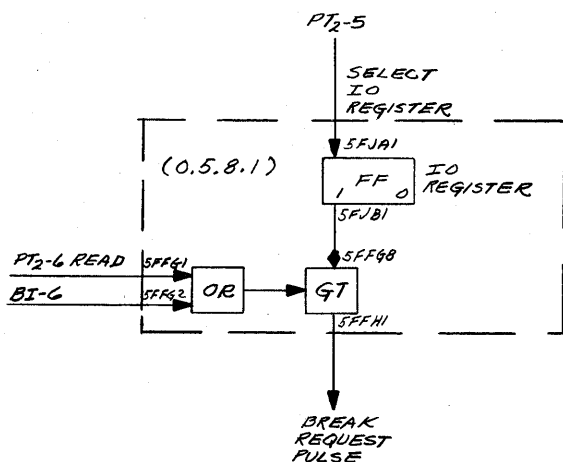 PT2-5
SELECT
IO
REGISTER
(0.5.8.1)
5FJA1
1 FF 0
IO
REGISTER
5FJB1
PT2-6 READ
5FFG1
5FFG8
BI-6
5FFG2
OR
GT
5FFH1
BREAK
REQUEST
PULSE